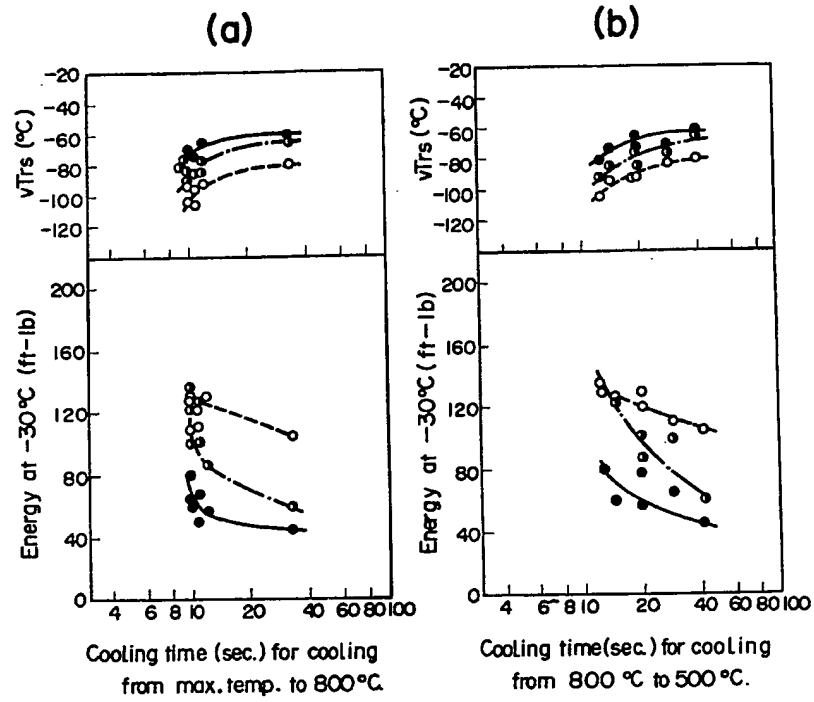 (a)
(b)
vTrs (°C)
-20
-40
-60
-80
-100
-120
vTrs (°C)
-20
-40
-60
-80
-100
-120
Energy at -30°C (ft-lb)
200
160
120
80
40
0
Energy at -30°C (ft-lb)
200
160
120
80
40
0
4 6 8 10 20 40 60 80 100
4 6 8 10 20 40 60 80 100
Cooling time (sec.) for cooling
from max. temp. to 800°C.
Cooling time(sec.) for cooling
from 800 °C to 500°C.